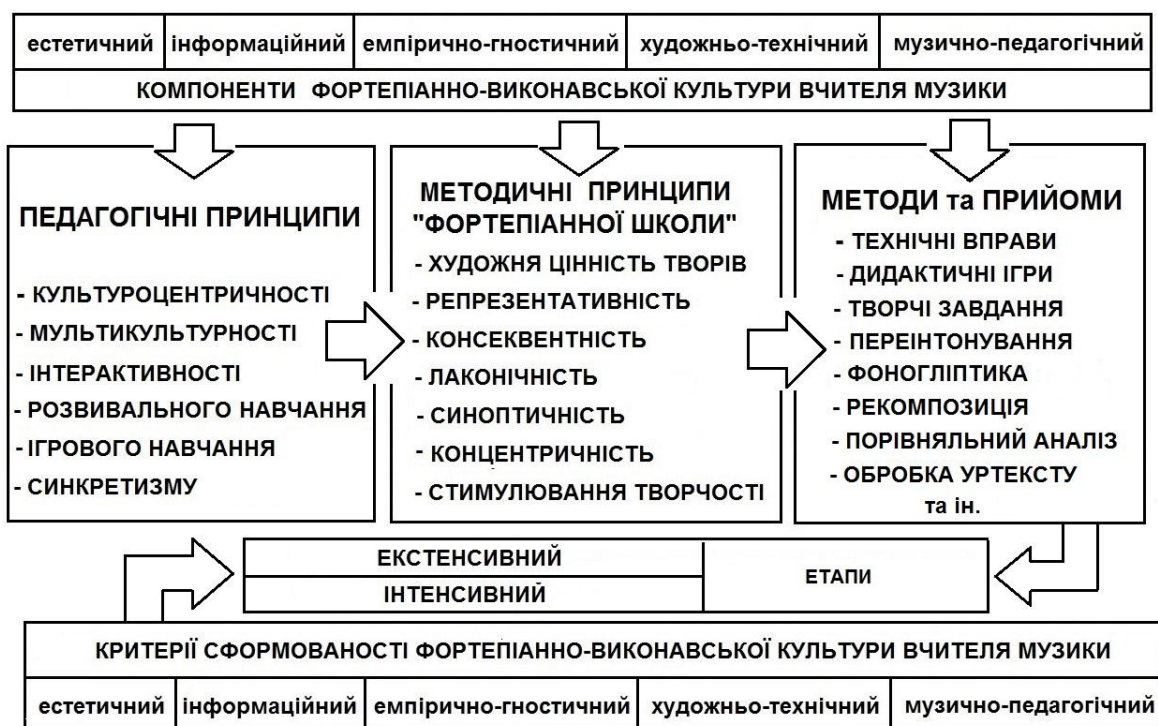 естетичний інформаційний емпірично-гностичний художньо-технічний музично-педагогічний
КОМПОНЕНТИ ФОРТЕПІАННО-ВИКОНАВСЬКОЇ КУЛЬТУРИ ВЧИТЕЛЯ МУЗИКИ
ПЕДАГОГІЧНІ ПРИНЦИПИ
- КУЛЬТУРОЦЕНТРИЧНОСТІ
- МУЛЬТИКУЛЬТУРНОСТІ
- ІНТЕРАКТИВНОСТІ
- РОЗВИВАЛЬНОГО НАВЧАННЯ
- ІГРОВОГО НАВЧАННЯ
- СИНКРЕТИЗМУ
МЕТОДИЧНІ ПРИНЦИПИ
"ФОРТЕПІАННОЇ ШКОЛИ"
- ХУДОЖНЯ ЦІННІСТЬ ТВОРІВ
- РЕПРЕЗЕНТАТИВНІСТЬ
- КОНСЕКВЕНТНІСТЬ
- ЛАКОНІЧНІСТЬ
- СИНОПТИЧНІСТЬ
- КОНЦЕНТРИЧНІСТЬ
- СТИМУЛЮВАННЯ ТВОРЧОСТІ
МЕТОДИ та ПРИЙОМИ
- ТЕХНІЧНІ ВПРАВИ
- ДИДАКТИЧНІ ІГРИ
- ТВОРЧІ ЗАВДАННЯ
- ПЕРЕІНТОНУВАННЯ
- ФОНОГЛІПТИКА
- РЕКОМПОЗИЦІЯ
- ПОРІВНЯЛЬНИЙ АНАЛІЗ
- ОБРОБКА УРТЕКСТУ
та ін.
ЕКСТЕНСИВНИЙ
ІНТЕНСИВНИЙ
ЕТАПИ
КРИТЕРІЇ СФОРМОВАНОСТІ ФОРТЕПІАННО-ВИКОНАВСЬКОЇ КУЛЬТУРИ ВЧИТЕЛЯ МУЗИКИ
естетичний інформаційний емпірично-гностичний художньо-технічний музично-педагогічний